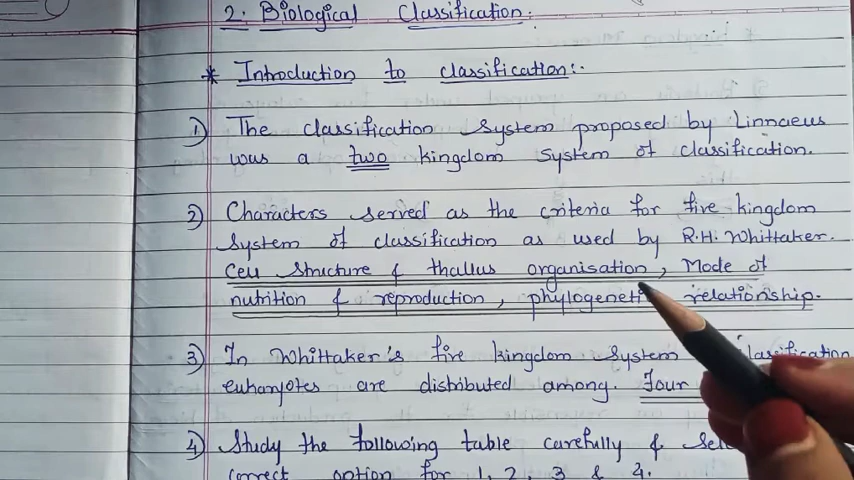 2. Biological Classification:
* Introduction to classification:-
1) The classification system proposed by Linnaeus
was a two kingdom system of classification.
2) Characters served as the criteria for five kingdom
system of classification as used by R.H. Whittaker.
Cell structure & thallus organisation, Mode of
nutrition & reproduction, phylogeneti relationship.
3) In Whittaker's five kingdom system classification
eukaryotes are distributed among. Four
4) Study the following table carefully & sele
correct option for 1, 2, 3 & 4.